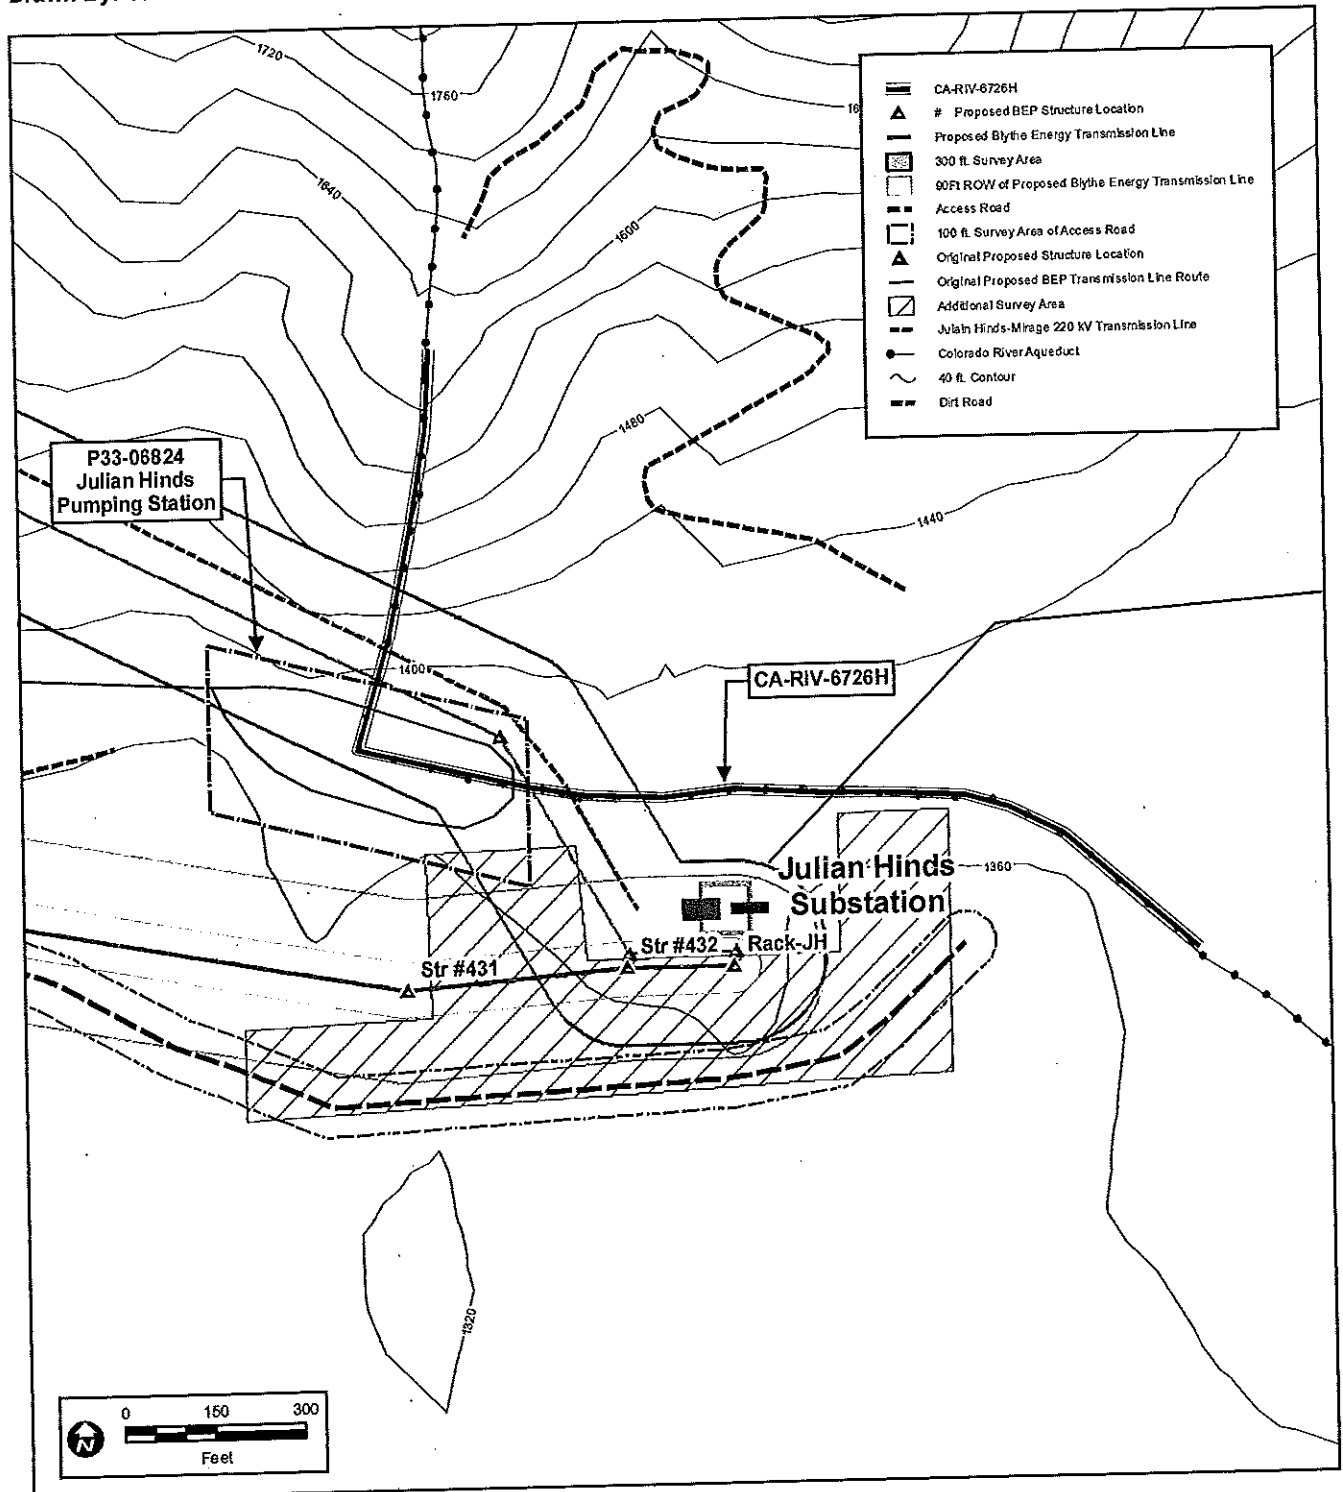 1720
1760
1640
1600
1480
1440
1400
1360
1320
CA-RIV-6726H
# Proposed BEP Structure Location
Proposed Blythe Energy Transmission Line
300 ft. Survey Area
90Ft ROW of Proposed Blythe Energy Transmission Line
Access Road
100 ft. Survey Area of Access Road
Original Proposed Structure Location
Original Proposed BEP Transmission Line Route
Additional Survey Area
Julain Hinds-Mirage 220 kV Transmission Line
Colorado River Aqueduct
40 ft. Contour
Dirt Road
P33-06824
Julian Hinds
Pumping Station
CA-RIV-6726H
Julian Hinds
Substation
Str #432
Rack-JH
Str #431
0 150 300
Feet
N